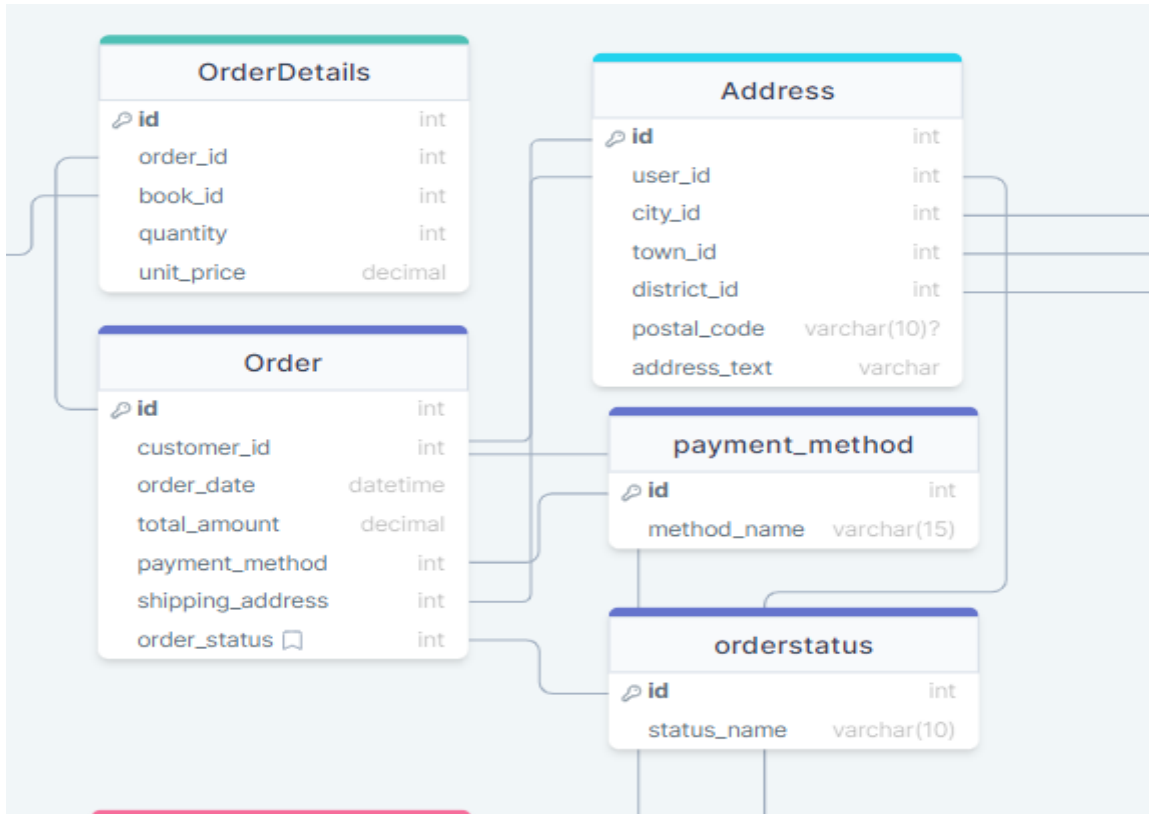 OrderDetails
id int
order_id int
book_id int
quantity int
unit_price decimal
Order
id int
customer_id int
order_date datetime
total_amount decimal
payment_method int
shipping_address int
order_status int
Address
id int
user_id int
city_id int
town_id int
district_id int
postal_code varchar(10)?
address_text varchar
payment_method
id int
method_name varchar(15)
orderstatus
id int
status_name varchar(10)